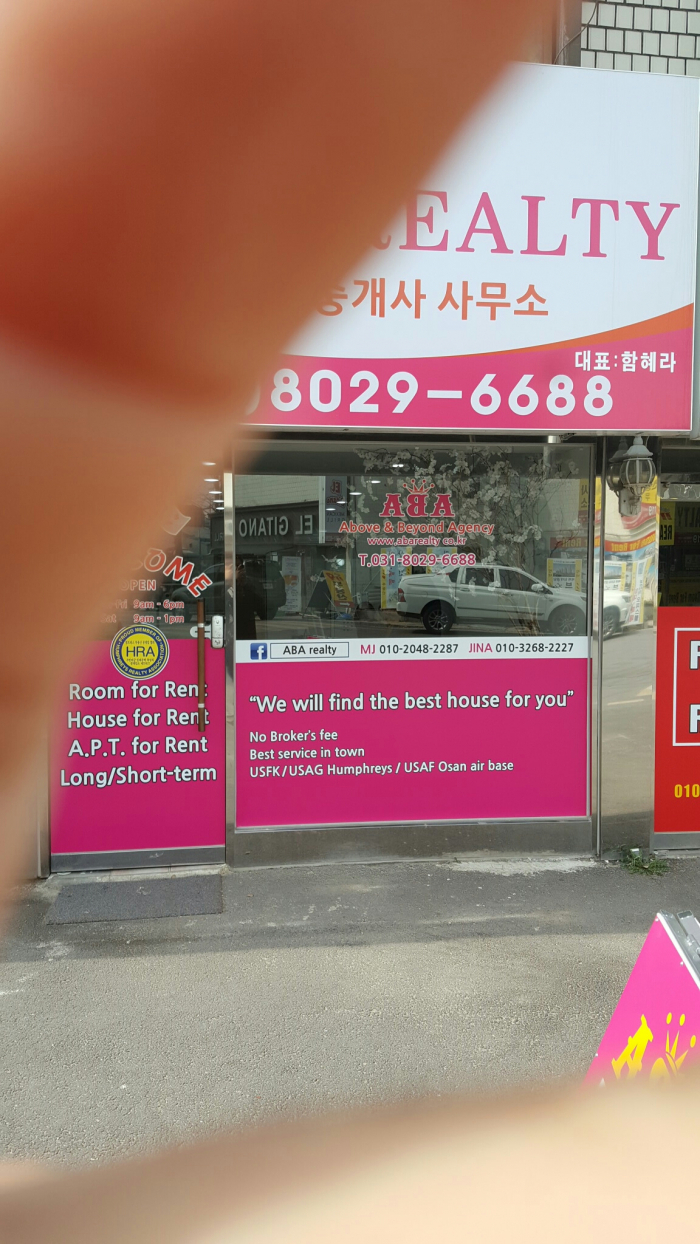 REALTY
중개사 사무소
대표:함혜라
8029-6688
ABA
Above & Beyond Agency
www.abarealty.co.kr
T.031-8029-6688
EL GITANO
OME
OPEN
9am - 6pm
9am - 1pm
HRA
ABA realty MJ 010-2048-2287 JINA 010-3268-2227
Room for Rent
House for Rent
A.P.T. for Rent
Long/Short-term
“We will find the best house for you”
No Broker's fee
Best service in town
USFK/USAG Humphreys / USAF Osan air base
010